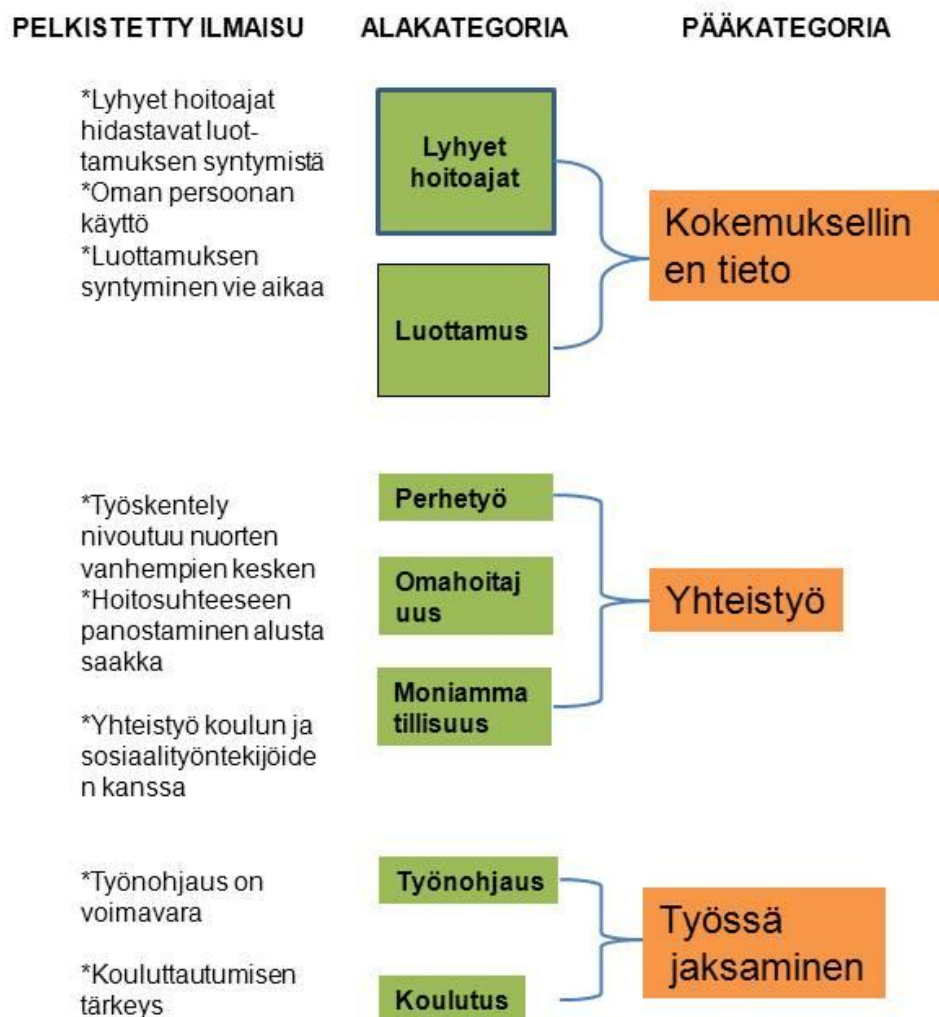 PELKISTETTY ILMAISU ALAKATEGORIA PÄÄKATEGORIA
*Lyhyet hoitoajat
hidastavat luot-
tamuksen syntymistä
*Oman persoonan
käyttö
*Luottamuksen
syntyminen vie aikaa
Lyhyet
hoitoajat
Luottamus
Kokemuksellin
en tieto
*Työskentely
nivoutuu nuorten
vanhempien kesken
*Hoitosuhteeseen
panostaminen alusta
saakka
*Yhteistyö koulun ja
sosiaalityöntekijöide
n kanssa
Perhetyö
Omahoitaj
uus
Moniamma
tillisuus
Yhteistyö
*Työnohjaus on
voimavara
*Kouluttautumisen
tärkeys
Työnohjaus
Koulutus
Työssä
jaksaminen